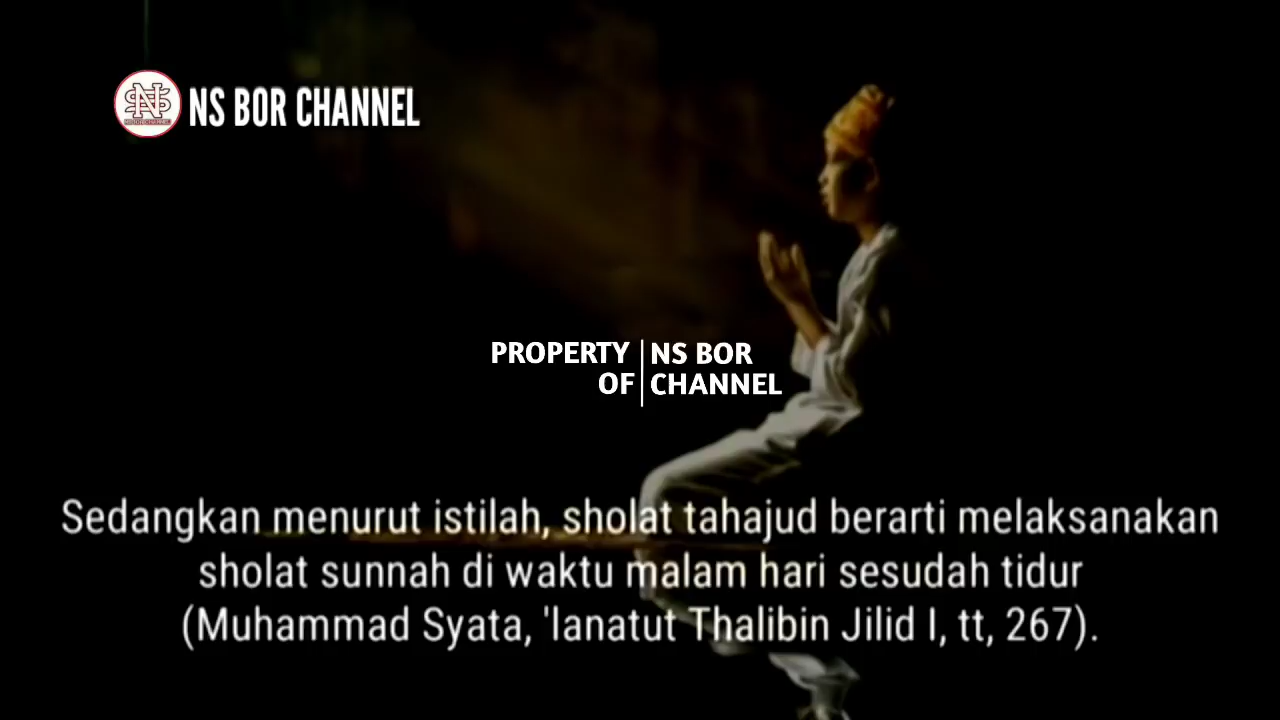 NS BOR CHANNEL
PROPERTY OF
NS BOR CHANNEL
Sedangkan menurut istilah, sholat tahajud berarti melaksanakan
sholat sunnah di waktu malam hari sesudah tidur
(Muhammad Syata, 'Ianatut Thalibin Jilid I, tt, 267).